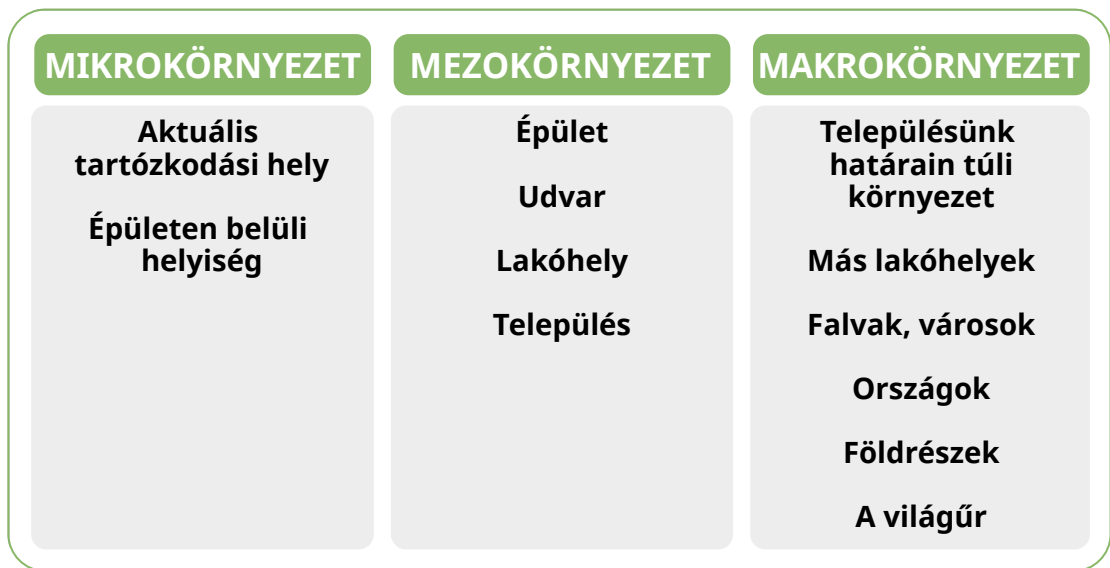 MIKROKÖRNYEZET
Aktuális
tartózkodási hely
Épületen belüli
helyiség
MEZOKÖRNYEZET
Épület
Udvar
Lakóhely
Település
MAKROKÖRNYEZET
Településünk
határain túli
környezet
Más lakóhelyek
Falvak, városok
Országok
Földrészek
A világűr